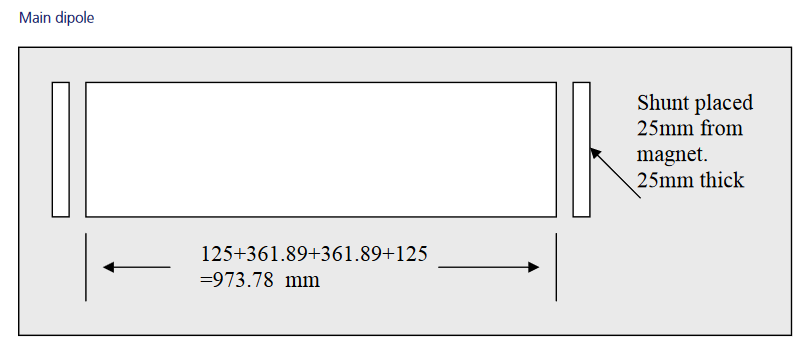 Main dipole
Shunt placed
25mm from
magnet.
25mm thick
125+361.89+361.89+125
=973.78  mm